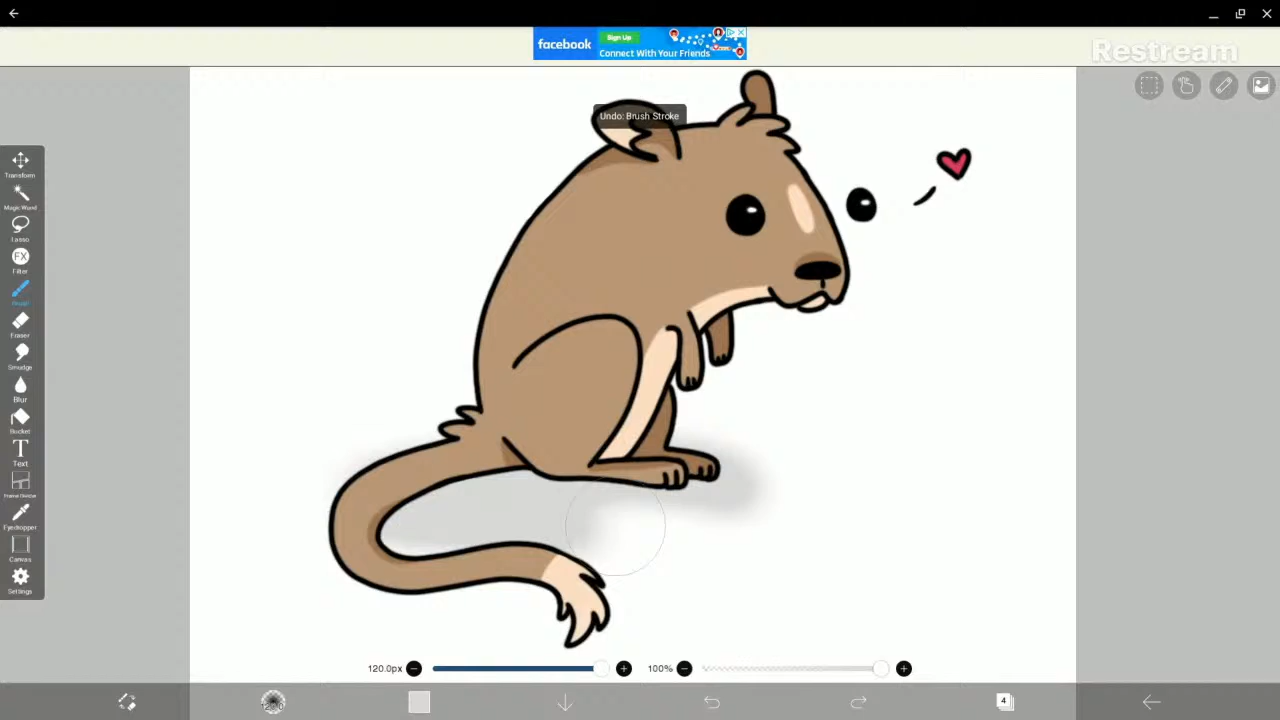 facebook
Sign Up
Connect With Your Friends
Restream
Undo: Brush Stroke
Transform
Magic Wand
Lasso
FX
Filter
Brush
Eraser
Smudge
Blur
Bucket
T
Text
Frame Divider
Eyedropper
Canvas
Settings
120.0px
100%
4